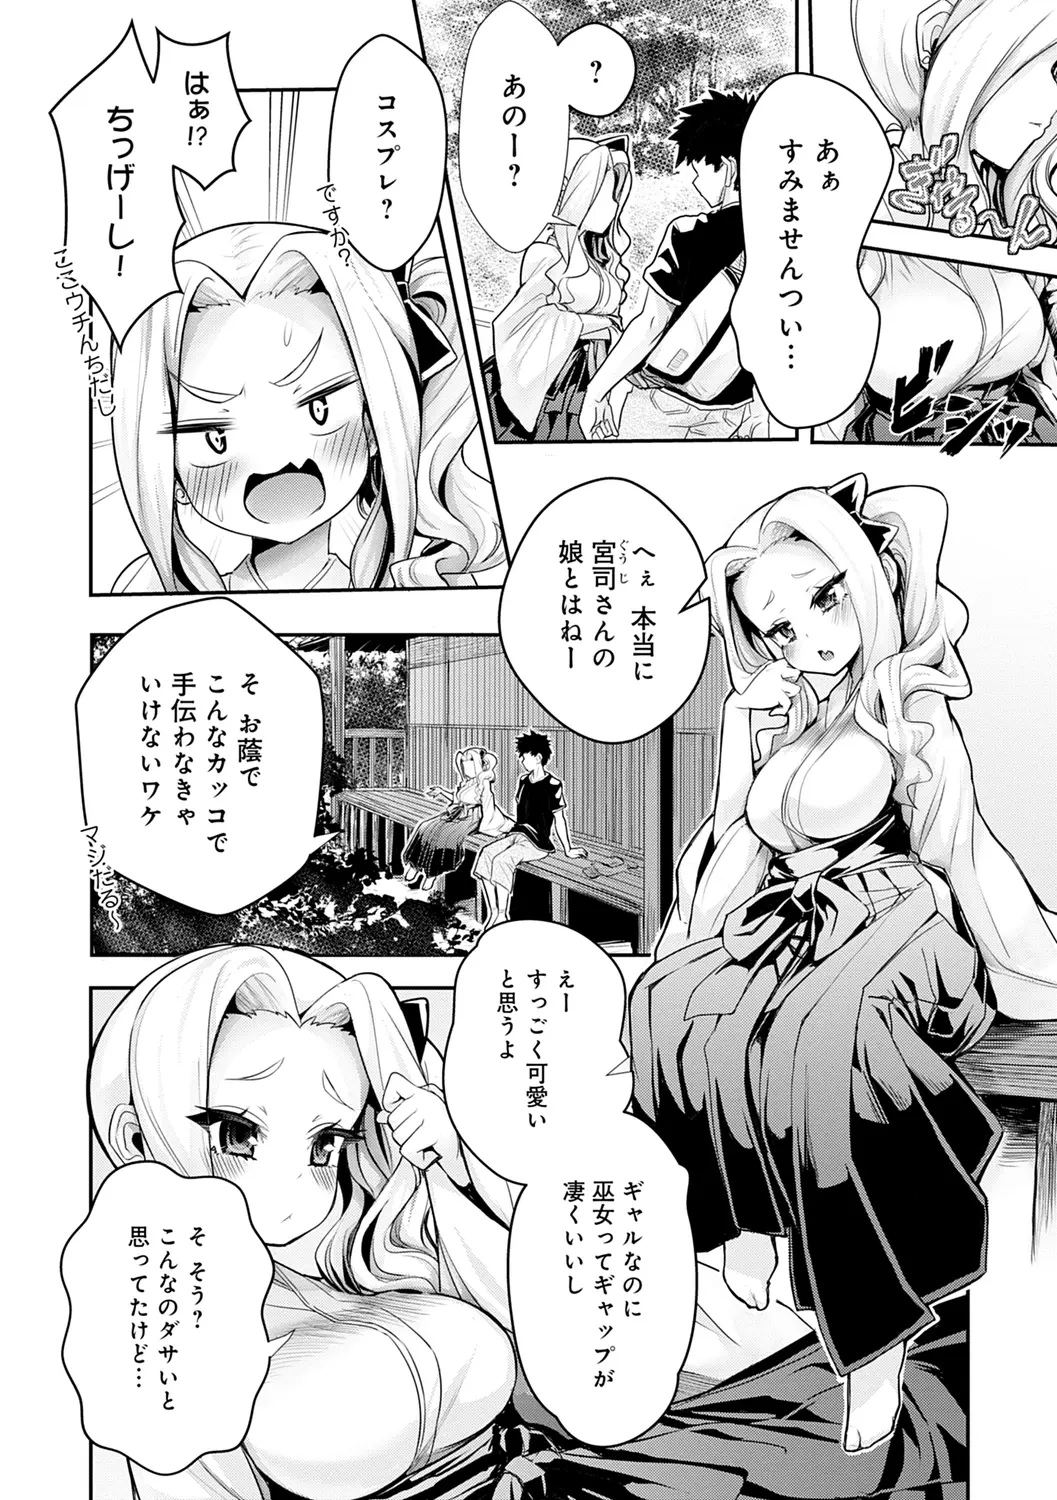 ぎゃる～ん
ビシャッ
あぁ
すみませんつい…
？
あのー？
コスプレ？
ですか？
はぁ!?
ちっげーし！
ここウチんちだし
へぇ 本当に
宮司さんの
ぐうじ
娘とはねー
そ お蔭で
こんなカッコで
手伝わなきゃ
いけないワケ
マジだる～
えー
すっごく可愛い
と思うよ
ギャルなのに
巫女ってギャップが
凄くいいし
そ そう？
こんなのダサいと
思ってたけど…